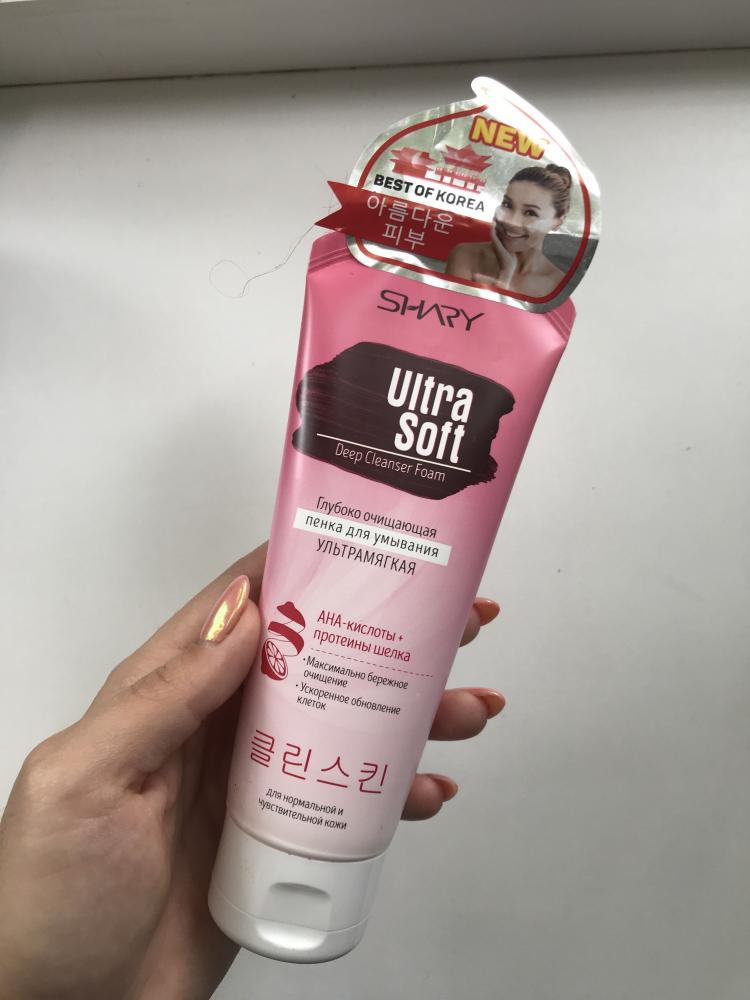 NEW
BEST OF KOREA
아름다운
피부
SHARY
Ultra
Soft
Deep Cleanser Foam
Глубоко очищающая
пенка для умывания
УЛЬТРАМЯГКАЯ
АНА-кислоты +
протеины шелка
• Максимально бережное
очищение
• Ускоренное обновление
клеток
클린스킨
для нормальной и
чувствительной кожи